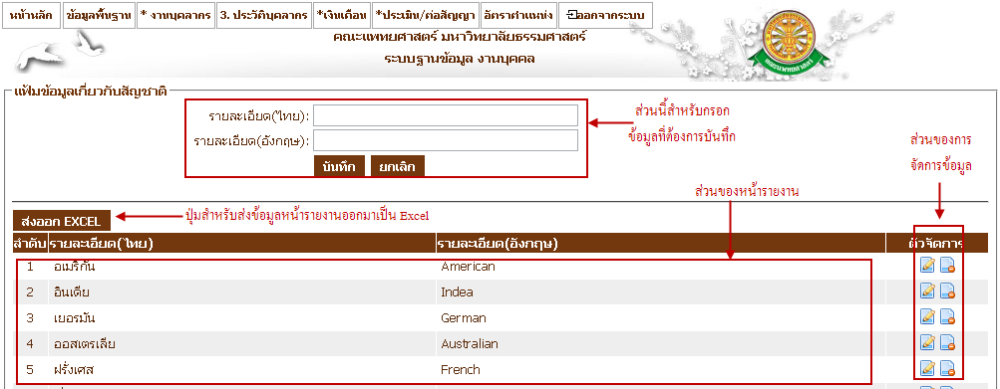 หน้าหลัก ข้อมูลพื้นฐาน * งานบุคลากร 3. ประวัติบุคลากร *เงินเดือน *ประเมิน/ต่อสัญญา อัตราตำแหน่ง ออกจากระบบ
คณะแพทยศาสตร์ มหาวิทยาลัยธรรมศาสตร์
ระบบฐานข้อมูล งานบุคคล
คณะแพทยศาสตร์
แฟ้มข้อมูลเกี่ยวกับสัญชาติ
รายละเอียด(ไทย):
รายละเอียด(อังกฤษ):
บันทึก ยกเลิก
ส่วนนี้สำหรับกรอก
ข้อมูลที่ต้องการบันทึก
ส่วนของการ
จัดการข้อมูล
ส่วนของหน้ารายงาน
ส่งออก EXCEL
ปุ่มสำหรับส่งข้อมูลหน้ารายงานออกมาเป็น Excel
ลำดับ รายละเอียด(ไทย) รายละเอียด(อังกฤษ) ตัวจัดการ
1 อเมริกัน American
2 อินเดีย Indea
3 เยอรมัน German
4 ออสเตรเลีย Australian
5 ฝรั่งเศส French